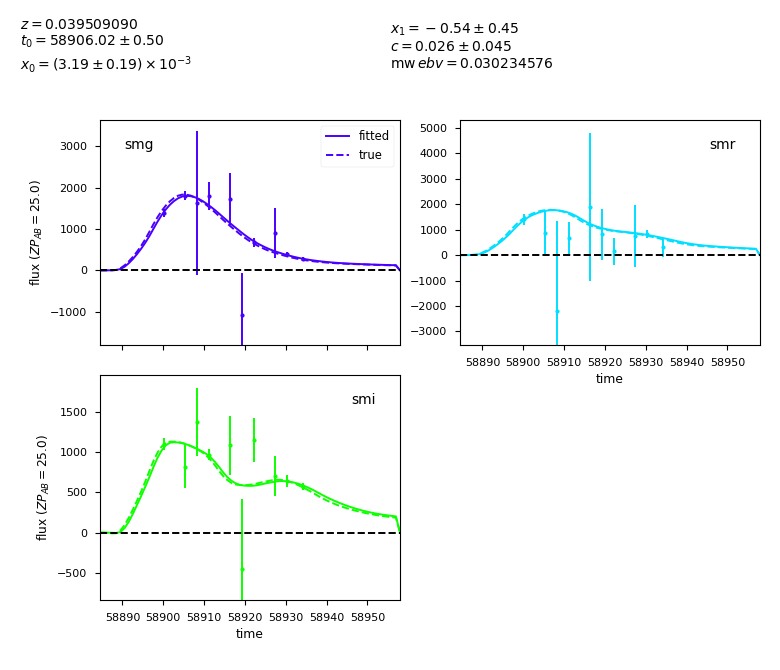 z = 0.039509090
t₀ = 58906.02 ± 0.50
x₀ = (3.19 ± 0.19) × 10⁻³
x₁ = −0.54 ± 0.45
c = 0.026 ± 0.045
mw ebv = 0.030234576
smg
fitted
true
3000
2000
1000
0
−1000
flux (ZP_AB = 25.0)
smr
5000
4000
3000
2000
1000
0
−1000
−2000
−3000
58890 58900 58910 58920 58930 58940 58950
time
smi
1500
1000
500
0
−500
flux (ZP_AB = 25.0)
58890 58900 58910 58920 58930 58940 58950
time